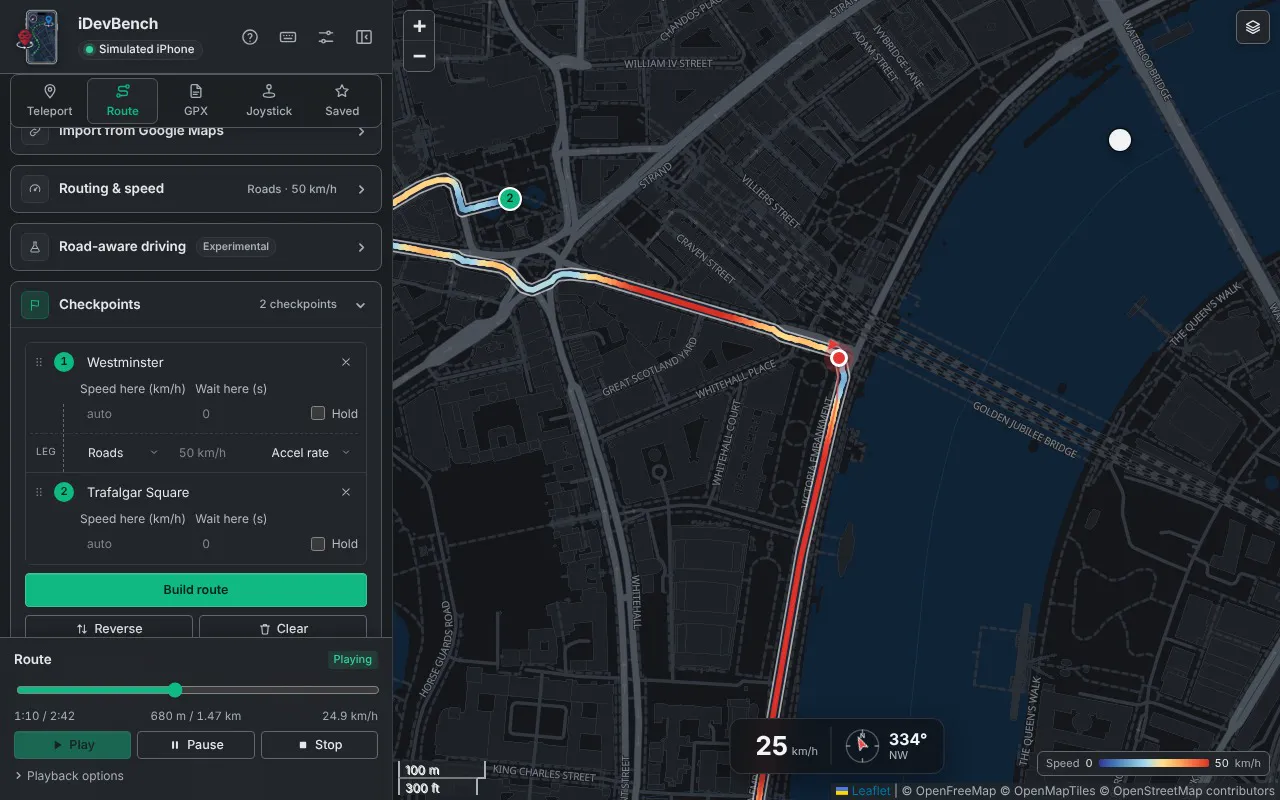 iDevBench
Simulated iPhone
Teleport
Route
GPX
Joystick
Saved
Import from Google Maps
Routing & speed
Roads · 50 km/h
Road-aware driving
Experimental
Checkpoints
2 checkpoints
1
Westminster
Speed here (km/h)
Wait here (s)
auto
0
Hold
LEG
Roads
50 km/h
Accel rate
2
Trafalgar Square
Speed here (km/h)
Wait here (s)
auto
0
Hold
Build route
Reverse
Clear
Route
Playing
1:10 / 2:42
680 m / 1.47 km
24.9 km/h
Play
Pause
Stop
Playback options
+
−
WILLIAM IV STREET
IVYBRIDGE LANE
ADAM STREET
WATERLOO BRIDGE
STRAND
VILLIERS STREET
CRAVEN STREET
2
THE QUEEN'S WALK
GREAT SCOTLAND YARD
WHITEHALL PLACE
WHITEHALL COURT
VICTORIA EMBANKMENT
GOLDEN JUBILEE BRIDGE
WHITEHALL
HORSE GUARDS ROAD
THE QUEEN'S WALK
KING CHARLES STREET
100 m
300 ft
25 km/h
N
334°
NW
Speed 0
50 km/h
Leaflet | © OpenFreeMap © OpenMapTiles © OpenStreetMap contributors